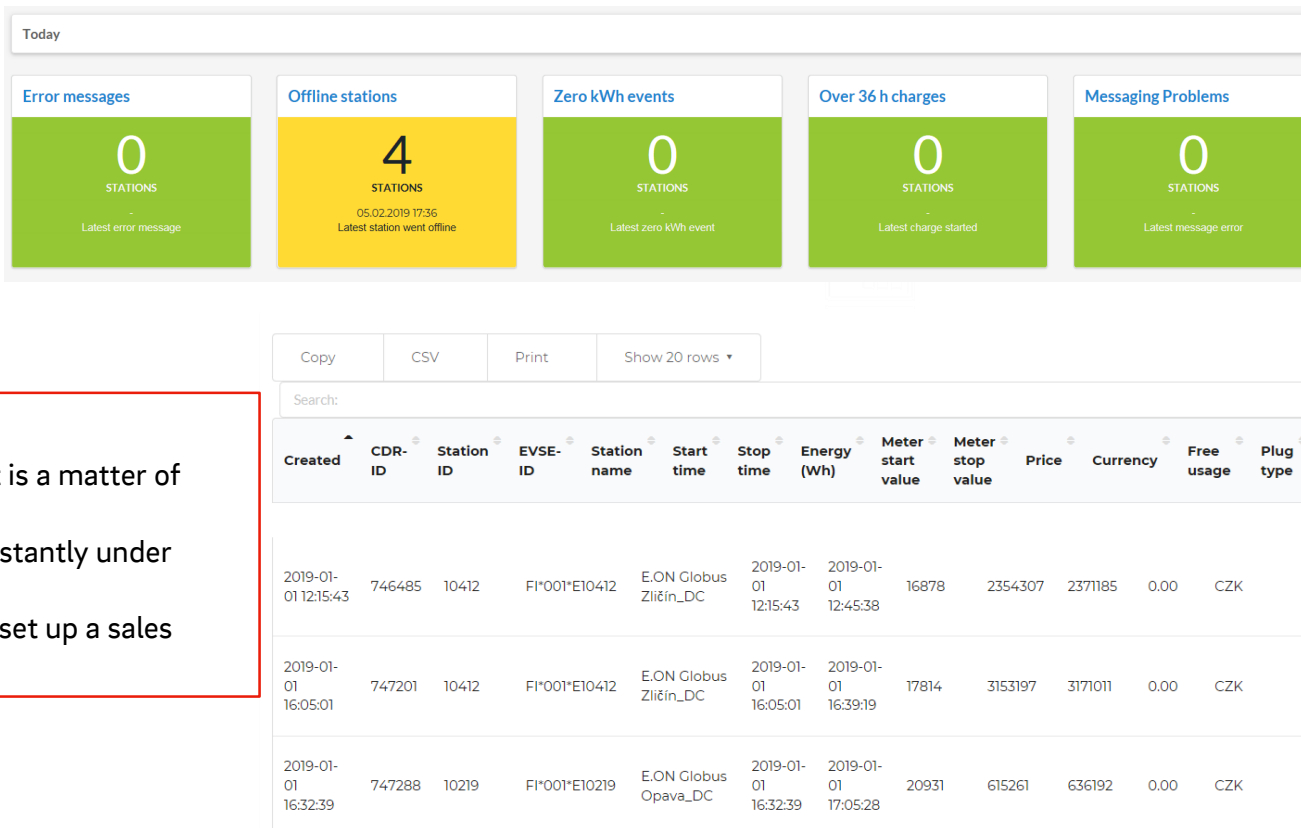 Today
Error messages
0
STATIONS
-
Latest error message
Offline stations
4
STATIONS
05.02.2019 17:36
Latest station went offline
Zero kWh events
0
STATIONS
-
Latest zero kWh event
Over 36 h charges
0
STATIONS
-
Latest charge started
Messaging Problems
0
STATIONS
-
Latest message error
is a matter of
under
set up a sales
Copy CSV Print Show 20 rows ▾
Search:
Created CDR-ID Station ID EVSE-ID Station name Start time Stop time Energy (Wh) Meter start value Meter stop value Price Currency Free usage Plug type
2019-01-01 12:15:43 746485 10412 FI*001*E10412 E.ON Globus Zličín_DC 2019-01-01 12:15:43 2019-01-01 12:45:38 16878 2354307 2371185 0.00 CZK
2019-01-01 16:05:01 747201 10412 FI*001*E10412 E.ON Globus Zličín_DC 2019-01-01 16:05:01 2019-01-01 16:39:19 17814 3153197 3171011 0.00 CZK
2019-01-01 16:32:39 747288 10219 FI*001*E10219 E.ON Globus Opava_DC 2019-01-01 16:32:39 2019-01-01 17:05:28 20931 615261 636192 0.00 CZK